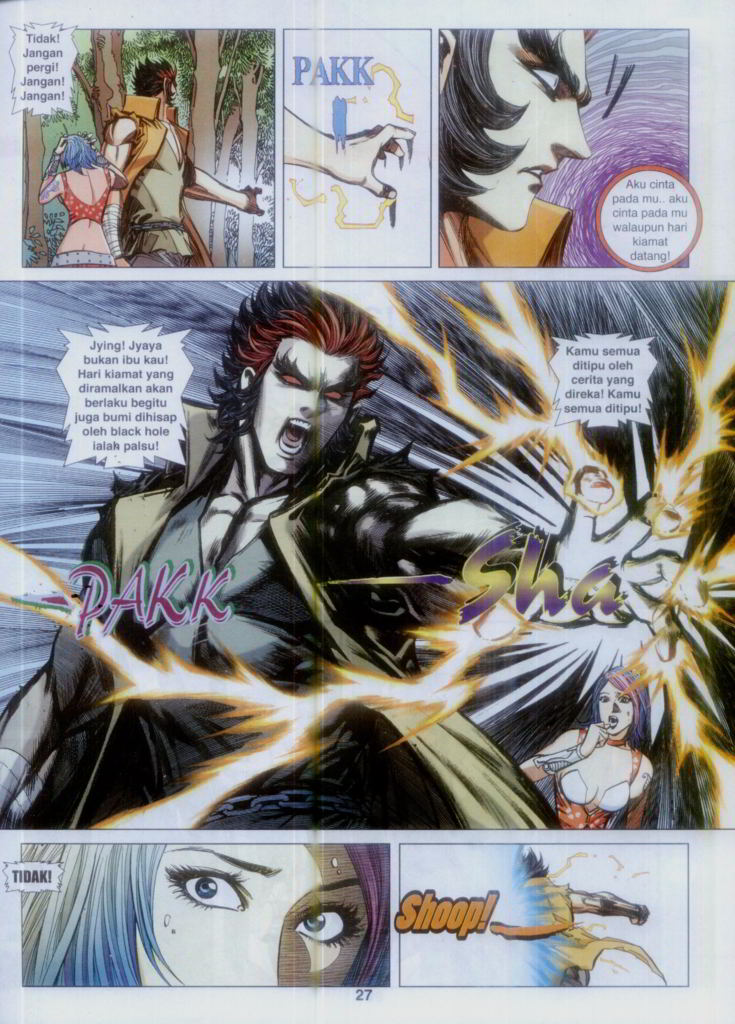 Tidak!
Jangan
pergi!
Jangan!
Jangan!
PAKK
Aku cinta
pada mu.. aku
cinta pada mu
walaupun hari
kiamat
datang!
Jying! Jyaya
bukan ibu kau!
Hari kiamat yang
diramalkan akan
berlaku begitu
juga bumi dihisap
oleh black hole
ialah palsu!
Kamu semua
ditipu oleh
cerita yang
direka! Kamu
semua ditipu!
PAKK
Sha
TIDAK!
Shoop!
27